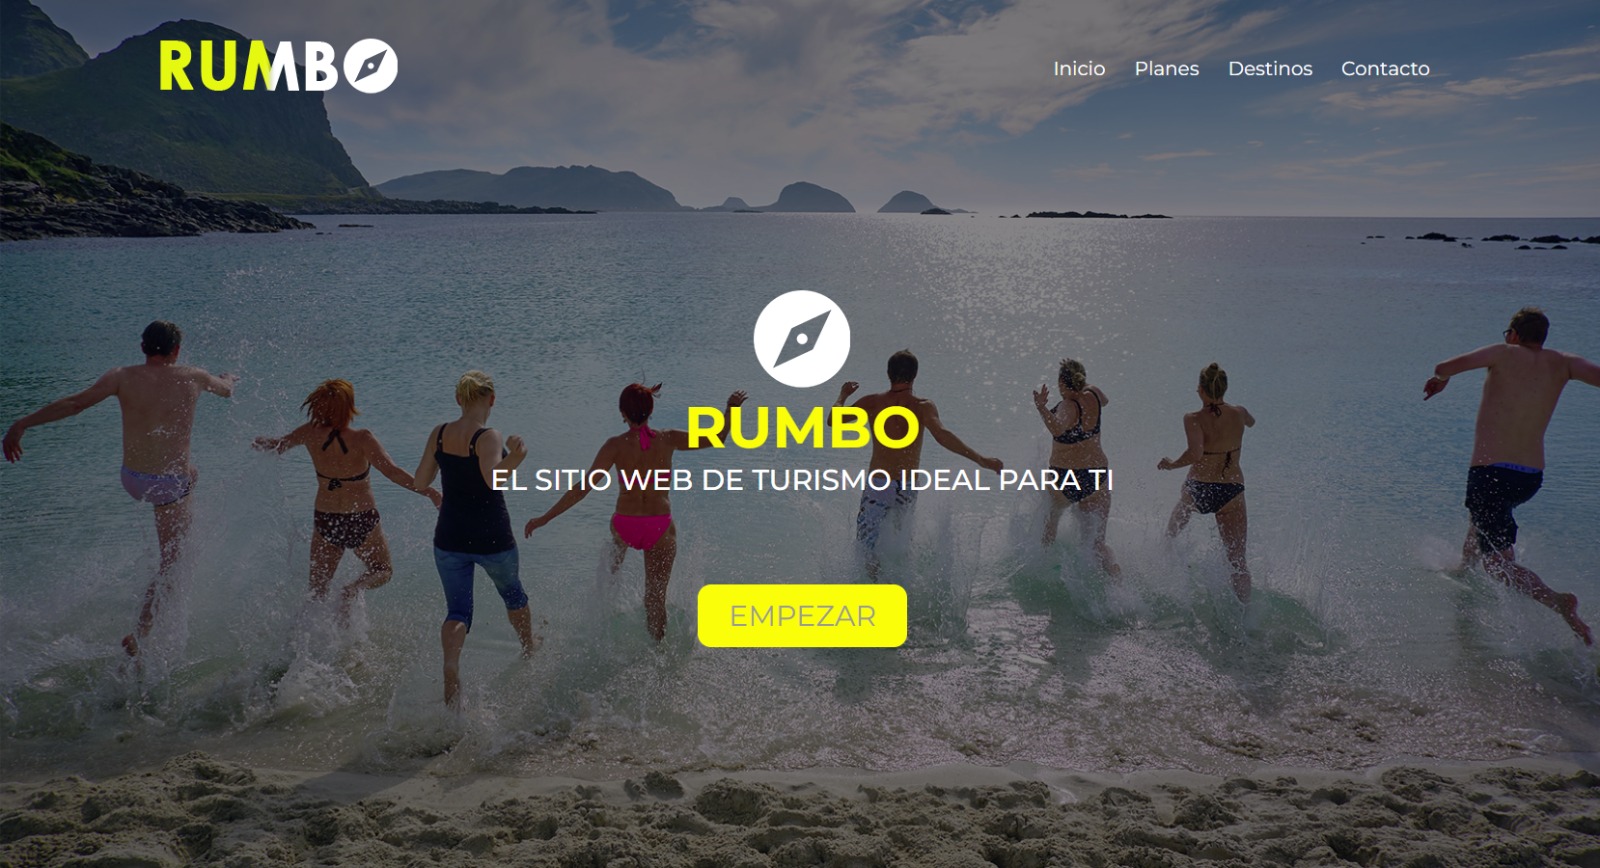 RUMBO
Inicio Planes Destinos Contacto
RUMBO
EL SITIO WEB DE TURISMO IDEAL PARA TI
EMPEZAR